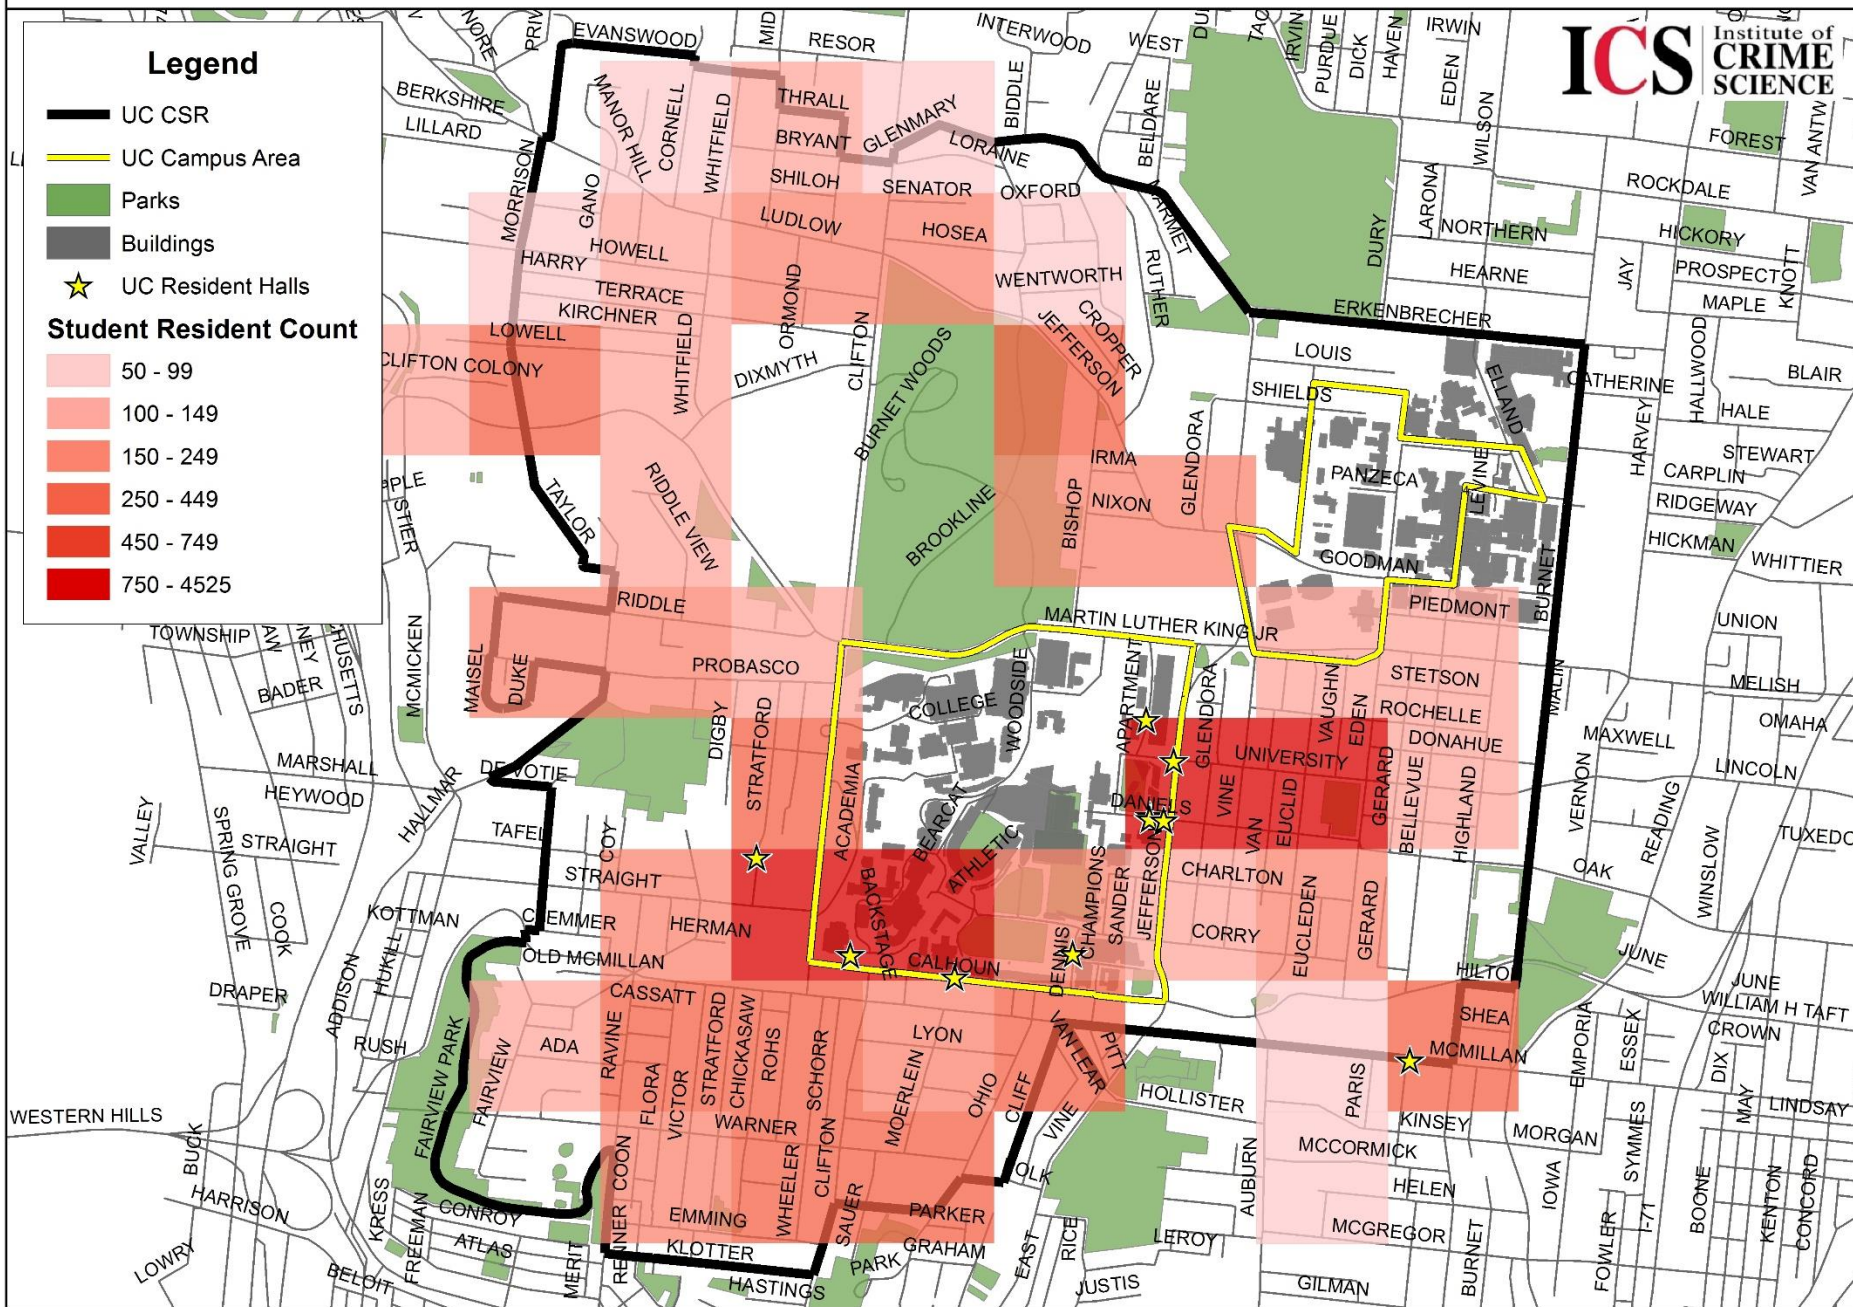 Legend
UC CSR
UC Campus Area
Parks
Buildings
UC Resident Halls
Student Resident Count
50 - 99
100 - 149
150 - 249
250 - 449
450 - 749
750 - 4525
ICS Institute of
CRIME
SCIENCE
EVANSWOOD
MID
RESOR
INTERWOOD
WEST
IRVIN
PURDUE
DICK
HAVEN
IRWIN
EDEN
WILSON
BERKSHIRE
LILLARD
MANOR HILL
CORNELL
WHITFIELD
THRALL
BRYANT
GLENMARY
LORAINE
BIDDLE
BELDARE
FOREST
VAN ANTW
MORRISON
GANO
SHILOH
SENATOR
OXFORD
MARMET
LARONA
ROCKDALE
LUDLOW
HOSEA
DURY
NORTHERN
HICKORY
HOWELL
HARRY
TERRACE
KIRCHNER
ORMOND
WENTWORTH
RUTHER
HEARNE
JAY
PROSPECT
MAPLE
KNOTT
LOWELL
CLIFTON COLONY
WHITFIELD
DIXMYTH
CLIFTON
BURNET WOODS
JEFFERSON
CROPPER
ERKENBRECHER
LOUIS
SHIELDS
ELLAND
CATHERINE
HALLWOOD
BLAIR
HALE
HARVEY
STEWART
CARPLIN
RIDGEWAY
HICKMAN
WHITTIER
STIER
TAYLOR
RIDDLE VIEW
BROOKLINE
BISHOP
IRMA
NIXON
GLENDORA
PANZECA
LEVINE
GOODMAN
BURNET
PIEDMONT
RIDDLE
MARTIN LUTHER KING JR
UNION
TOWNSHIP
BADER
MCMICKEN
MAISEL
DUKE
PROBASCO
DIGBY
STRATFORD
ACADEMIA
COLLEGE
WOODSIDE
APARTMENT
GLENDORA
VAUGHN
EDEN
STETSON
ROCHELLE
DONAHUE
MALIN
MELISH
OMAHA
MAXWELL
LINCOLN
MARSHALL
HEYWOOD
HALLMAR
DE VOTIE
UNIVERSITY
VINE
EUCLID
VAN
GERARD
BELLEVUE
HIGHLAND
VERNON
READING
WINSLOW
TUXEDO
VALLEY
SPRING GROVE
STRAIGHT
COOK
TAFEL
COY
STRAIGHT
BEARCAT
ATHLETIC
DANIELS
CHARLTON
OAK
KOTTMAN
CLEMMER
HERMAN
BACKSTAGE
CHAMPIONS
SANDER
JEFFERSON
CORRY
EUCLEDEN
GERARD
OLD MCMILLAN
CALHOUN
DENNIS
HILTO
JUNE
JUNE
WILLIAM H TAFT
DRAPER
ADDISON
HUKILL
RUSH
CASSATT
LYON
SHEA
CROWN
MCMILLAN
EMPORIA
ESSEX
DIX
MAY
LINDSAY
FAIRVIEW PARK
FAIRVIEW
ADA
RAVINE
FLORA
VICTOR
STRATFORD
CHICKASAW
ROHS
SCHORR
MOERLEIN
OHIO
CLIFF
VAN LEAR
PITT
VINE
HOLLISTER
PARIS
KINSEY
MORGAN
SYMMES
WESTERN HILLS
BUCK
WARNER
WHEELER
CLIFTON
MCCORMICK
HELEN
IOWA
BOONE
KENTON
CONCORD
HARRISON
KRESS
FREEMAN
CONROY
ATLAS
MERIT
RENNER
COON
EMMING
KLOTTER
SAUER
PARKER
GRAHAM
PARK
EAST
RICE
AUBURN
LEROY
MCGREGOR
BURNET
FOWLER
I-71
LOWRY
BELOIT
HASTINGS
JUSTIS
GILMAN